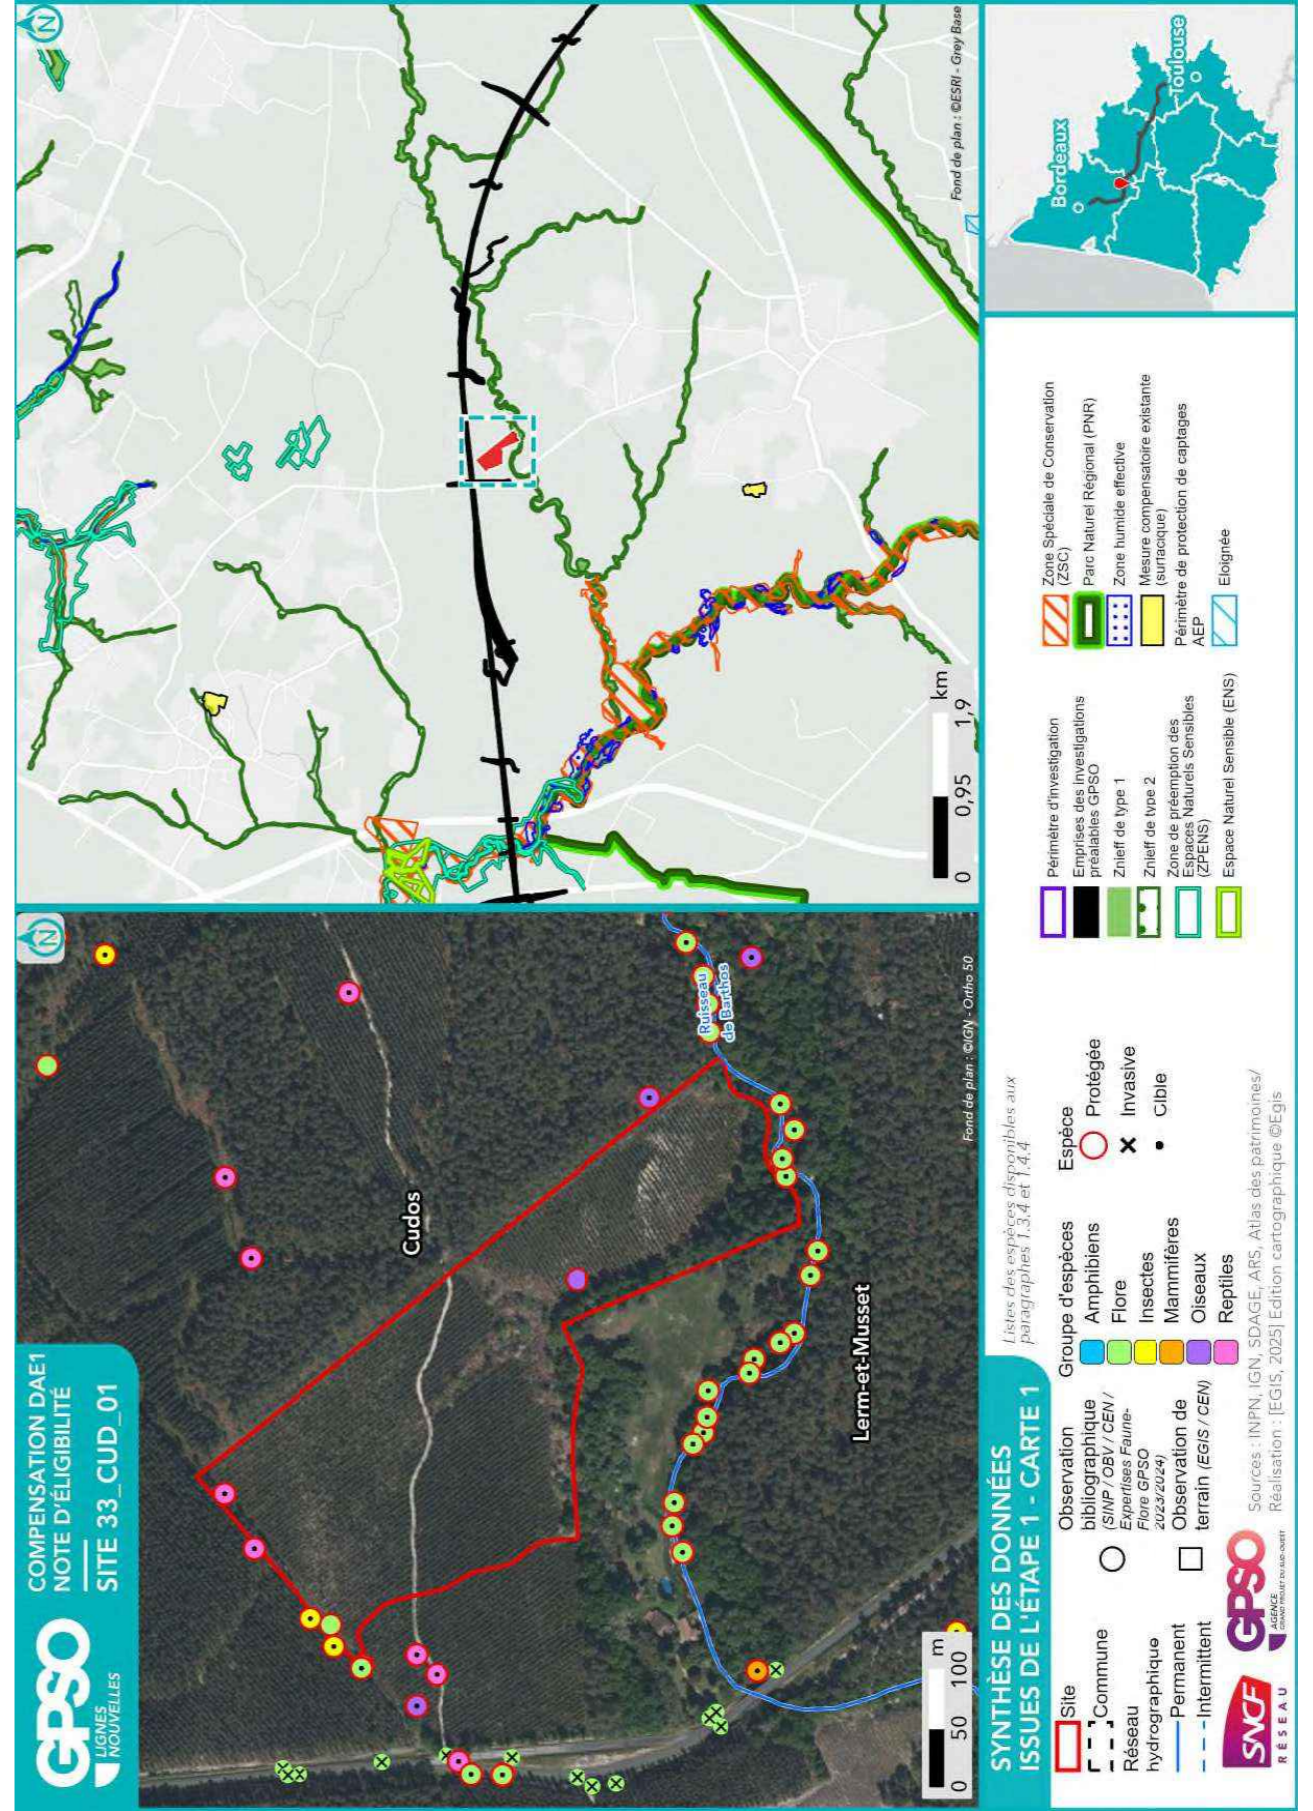 GPSO
LIGNES
NOUVELLES
COMPENSATION DAE1
NOTE D'ÉLIGIBILITÉ
SITE 33_CUD_01
N
Cudos
Lerm-et-Musset
Ruisseau
de Barthos
0 50 100 m
Fond de plan : ©IGN - Ortho 50
N
0 0,95 1,9 km
Fond de plan : ©ESRI - Grey Base
SYNTHÈSE DES DONNÉES
ISSUES DE L'ÉTAPE 1 - CARTE 1
Listes des espèces disponibles aux
paragraphes 1.3.4 et 1.4.4
Site
Commune
Réseau
hydrographique
Permanent
Intermittent
Observation
bibliographique
(SINP / OBV / CEN /
Expertises Faune-
Flore GPSO
2023/2024)
Observation de
terrain (EGIS / CEN)
Groupe d'espèces
Amphibiens
Flore
Insectes
Mammifères
Oiseaux
Reptiles
Espèce
Protégée
Invasive
Cible
Périmètre d'investigation
Emprises des Investigations
préalables GPSO
Znieff de type 1
Znieff de type 2
Zone de préemption des
Espaces Naturels Sensibles
(ZPENS)
Espace Naturel Sensible (ENS)
Zone Spéciale de Conservation
(ZSC)
Parc Naturel Régional (PNR)
Zone humide effective
Mesure compensatoire existante
(surfacique)
Périmètre de protection de captages
AEP
Eloignée
SNCF
RÉSEAU
GPSO
AGENCE
GRAND PROJET DU SUD-OUEST
Sources : INPN, IGN, SDAGE, ARS, Atlas des patrimoines/
Réalisation : [EGIS, 2025] Edition cartographique ©Egis
Bordeaux
Toulouse